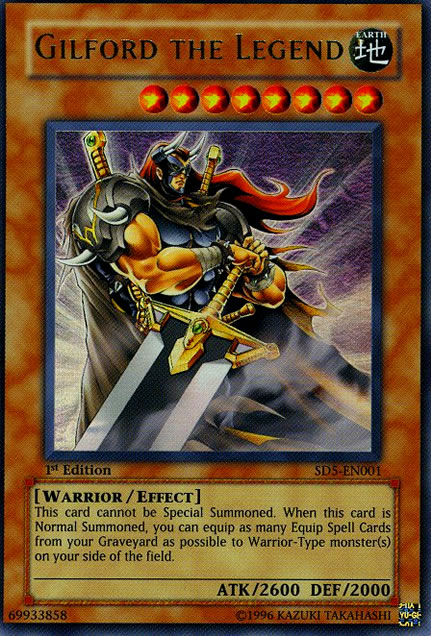 GILFORD THE LEGEND
EARTH
地
1st Edition
SD5-EN001
[WARRIOR/EFFECT]
This card cannot be Special Summoned. When this card is
Normal Summoned, you can equip as many Equip Spell Cards
from your Graveyard as possible to Warrior-Type monster(s)
on your side of the field.
ATK/2600 DEF/2000
69933858
©1996 KAZUKI TAKAHASHI